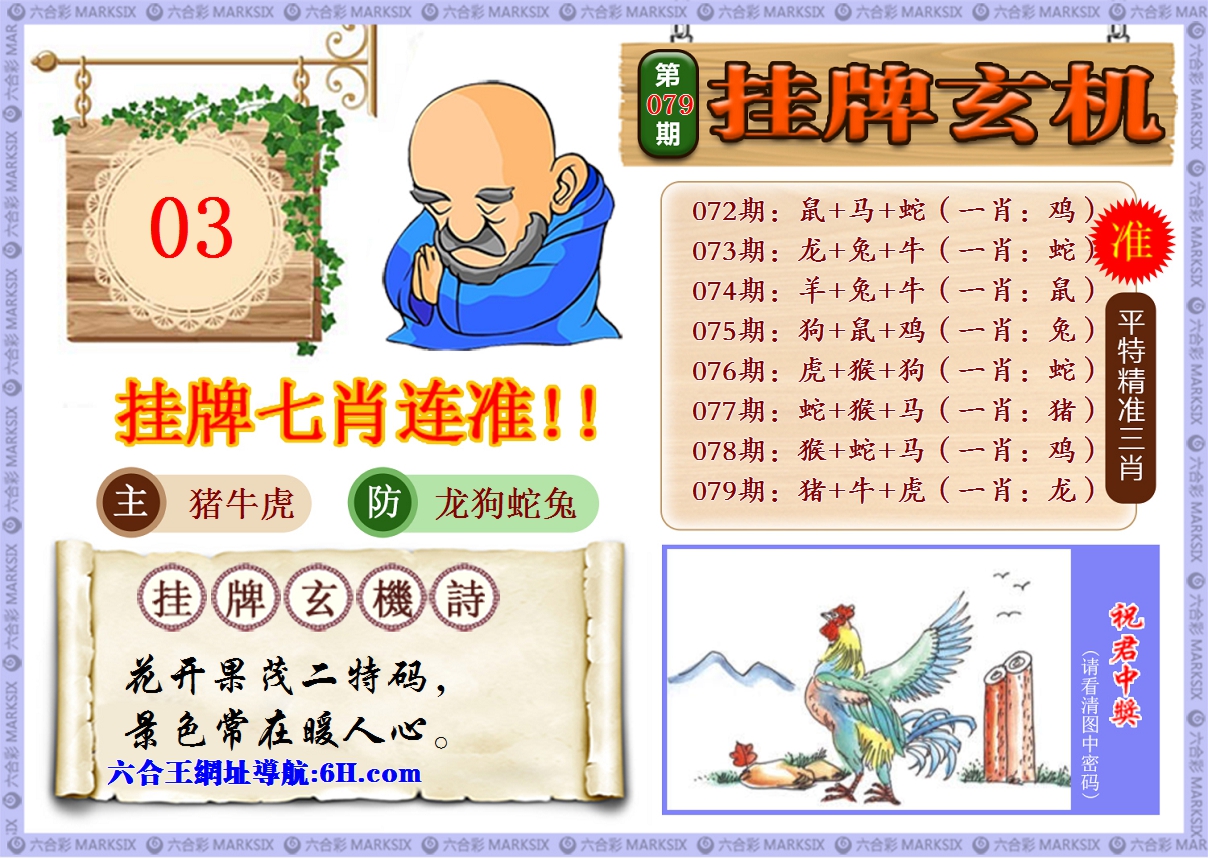 六合彩 MARKSIX
第
079
期
挂牌玄机
03
072期：鼠+马+蛇（一肖：鸡）
073期：龙+兔+牛（一肖：蛇）
074期：羊+兔+牛（一肖：鼠）
075期：狗+鼠+鸡（一肖：兔）
076期：虎+猴+狗（一肖：蛇）
077期：蛇+猴+马（一肖：猪）
078期：猴+蛇+马（一肖：鸡）
079期：猪+牛+虎（一肖：龙）
准
平特精准三肖
挂牌七肖连准!!
主 猪牛虎
防 龙狗蛇兔
挂牌玄機詩
花开果茂二特码，
景色常在暖人心。
六合王網址導航:6H.com
祝君中奖
（请看清图中密码）